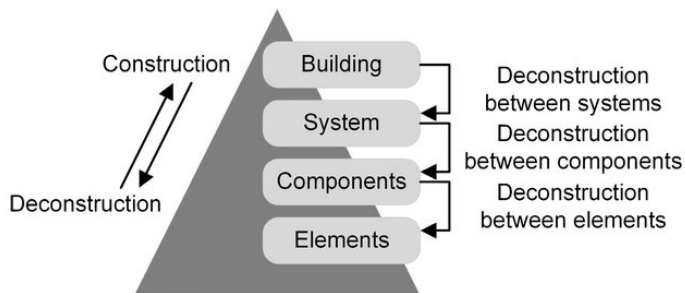 Construction
Deconstruction
Building
System
Components
Elements
Deconstruction
between systems
Deconstruction
between components
Deconstruction
between elements